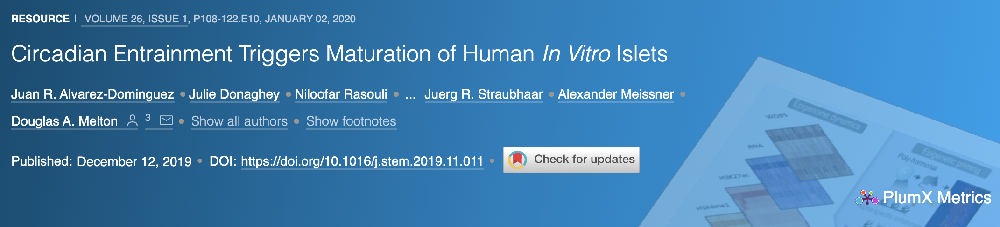 RESOURCE | VOLUME 26, ISSUE 1, P108-122.E10, JANUARY 02, 2020
Circadian Entrainment Triggers Maturation of Human In Vitro Islets
Juan R. Alvarez-Dominguez • Julie Donaghey • Niloofar Rasouli • ... Juerg R. Straubhaar • Alexander Meissner •
Douglas A. Melton 3 • Show all authors • Show footnotes
Published: December 12, 2019 • DOI: https://doi.org/10.1016/j.stem.2019.11.011 • Check for updates
Epigenome dynamics
WGBS
RNA
H3K27ac
H3K4me1
Epigenetic priming
Poly-hormonal
PlumX Metrics